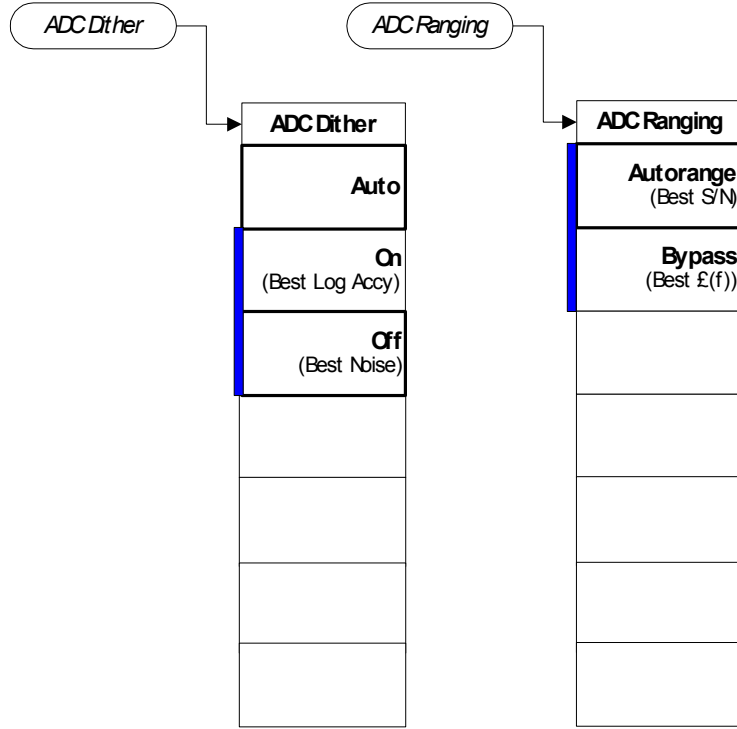 ADC Dither
ADC Ranging
ADC Dither
Auto
On
(Best Log Accy)
Off
(Best Noise)
ADC Ranging
Autorange
(Best S/N)
Bypass
(Best £(f))